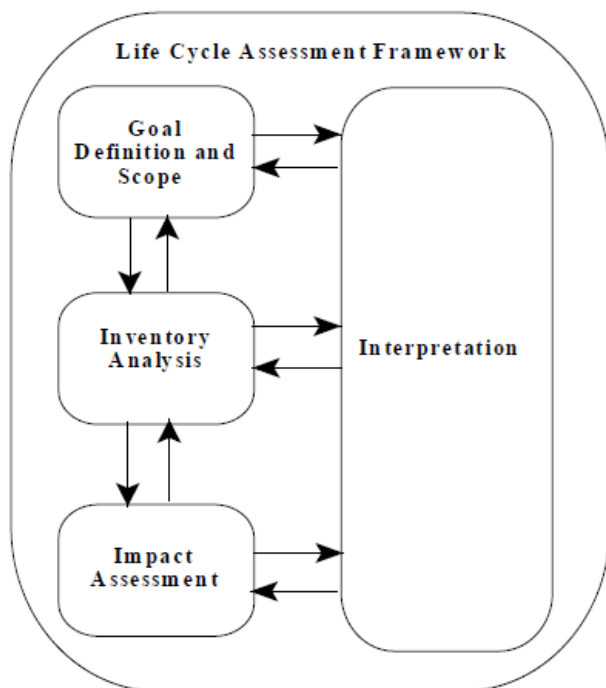 Life Cycle Assessment Framework
Goal
Definition and
Scope
Inventory
Analysis
Interpretation
Impact
Assessment